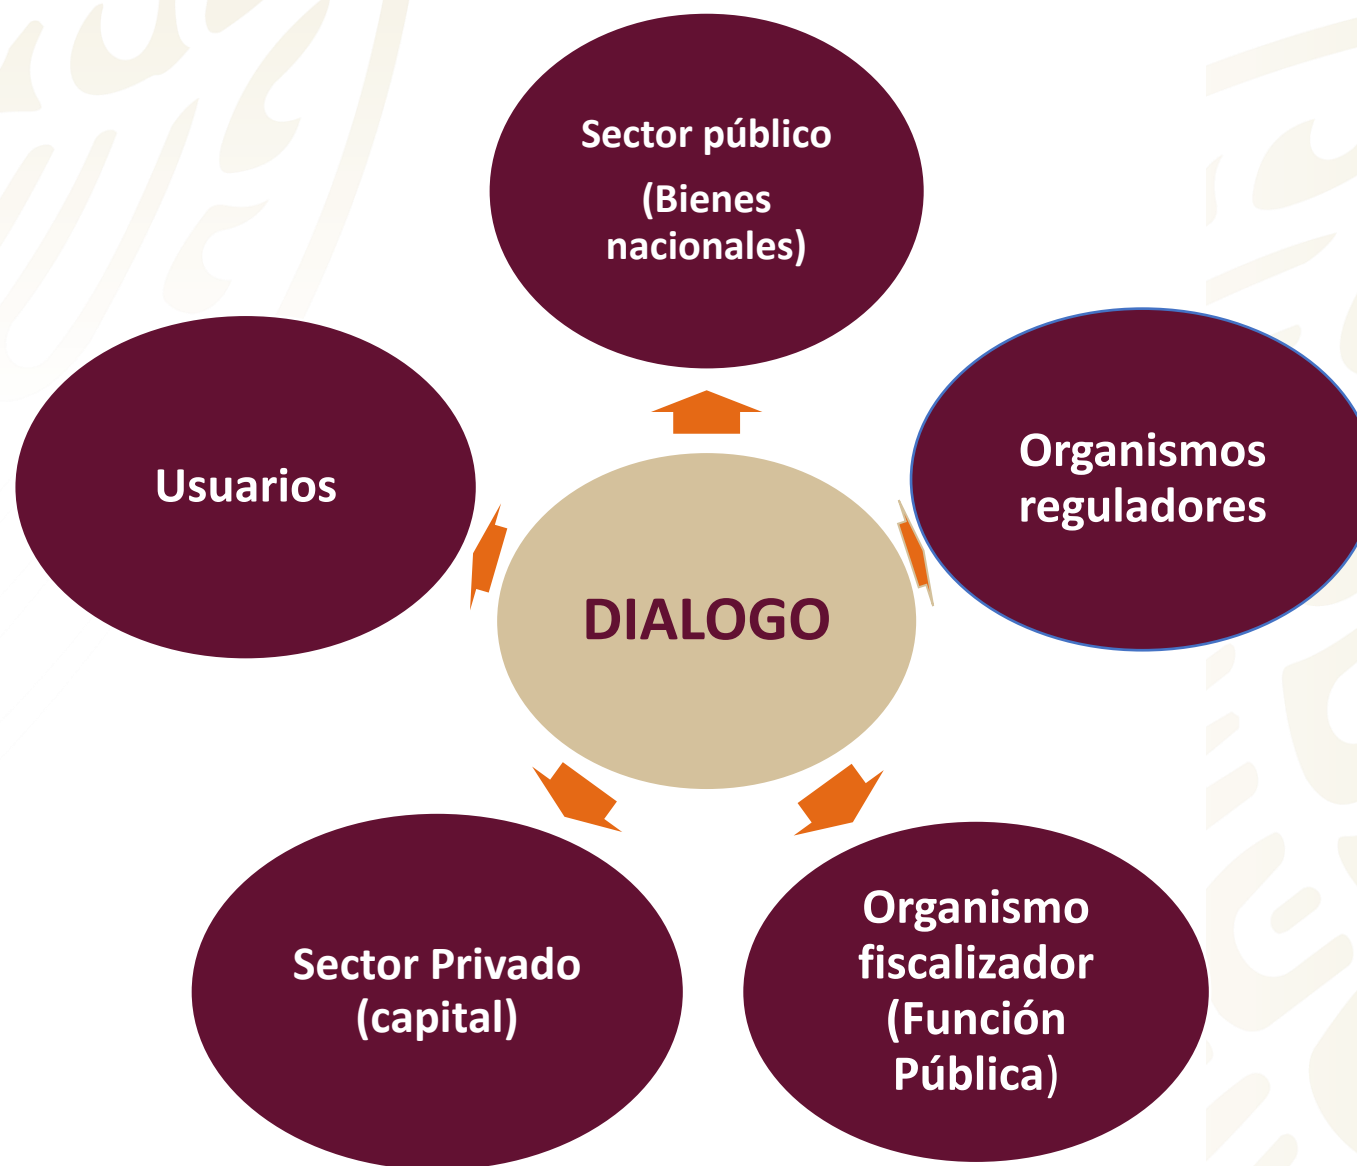 Sector público
(Bienes
nacionales)
Usuarios
Organismos
reguladores
DIALOGO
Sector Privado
(capital)
Organismo
fiscalizador
(Función
Pública)